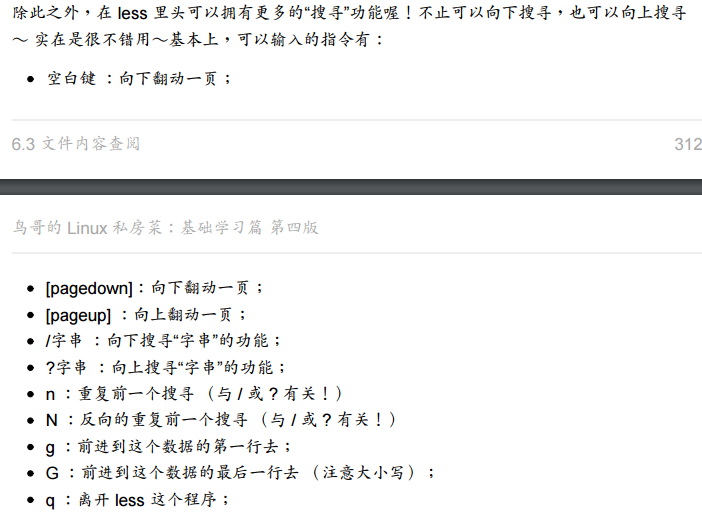 除此之外，在 less 里头可以拥有更多的“搜寻”功能喔！不止可以向下搜寻，也可以向上搜寻
～ 实在是很不错用～基本上，可以输入的指令有：
• 空白键 ：向下翻动一页；
6.3 文件内容查阅 312
鸟哥的 Linux 私房菜：基础学习篇 第四版
• [pagedown]：向下翻动一页；
• [pageup] ：向上翻动一页；
• /字串 ：向下搜寻“字串”的功能；
• ?字串 ：向上搜寻“字串”的功能；
• n ：重复前一个搜寻 （与 / 或 ? 有关！）
• N ：反向的重复前一个搜寻 （与 / 或 ? 有关！）
• g ：前进到这个数据的第一行去；
• G ：前进到这个数据的最后一行去 （注意大小写）；
• q ：离开 less 这个程序；